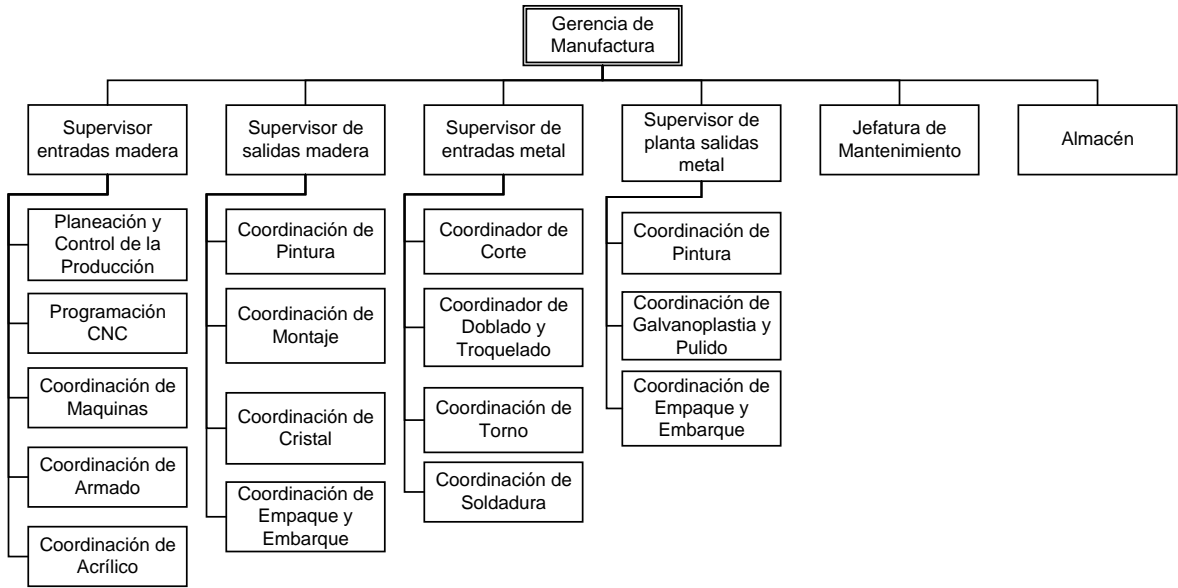 Gerencia de
Manufactura
Supervisor
entradas madera
Supervisor de
salidas madera
Supervisor de
entradas metal
Supervisor de
planta salidas
metal
Jefatura de
Mantenimiento
Almacén
Planeación y
Control de la
Producción
Programación
CNC
Coordinación de
Maquinas
Coordinación de
Armado
Coordinación de
Acrílico
Coordinación de
Pintura
Coordinación de
Montaje
Coordinación de
Cristal
Coordinación de
Empaque y
Embarque
Coordinador de
Corte
Coordinador de
Doblado y
Troquelado
Coordinación de
Torno
Coordinación de
Soldadura
Coordinación de
Pintura
Coordinación de
Galvanoplastia y
Pulido
Coordinación de
Empaque y
Embarque